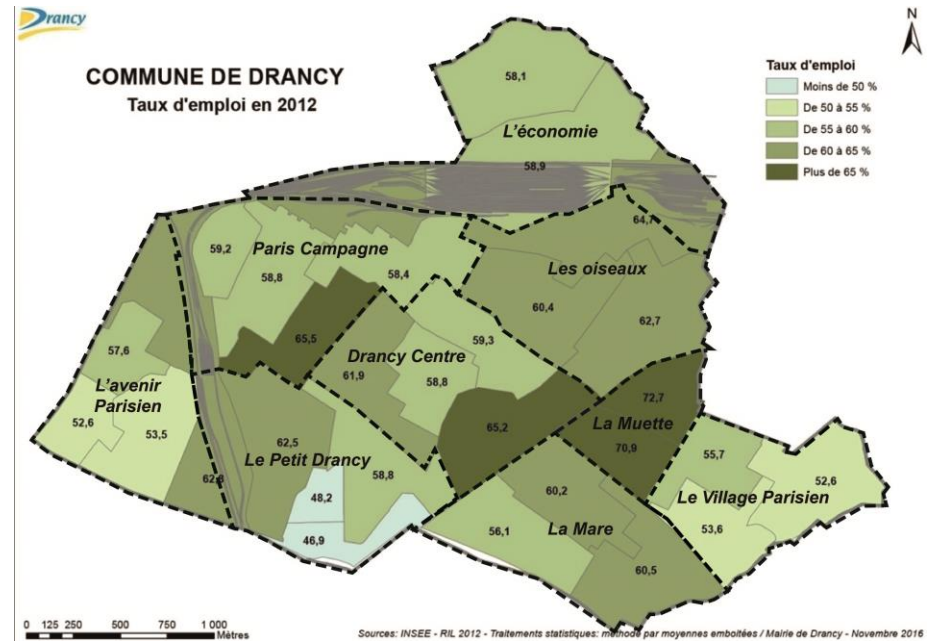 Drancy
N
COMMUNE DE DRANCY
Taux d'emploi en 2012
Taux d'emploi
Moins de 50 %
De 50 à 55 %
De 55 à 60 %
De 60 à 65 %
Plus de 65 %
58,1
L'économie
58,9
64,7
59,2
Paris Campagne
58,8
58,4
Les oiseaux
60,4
62,7
65,5
59,3
Drancy Centre
61,9
58,8
57,6
L'avenir
Parisien
52,6
53,5
72,7
La Muette
70,9
65,2
62,5
Le Petit Drancy
58,8
48,2
46,9
55,7
52,6
Le Village Parisien
53,6
60,2
La Mare
56,1
60,5
0 125 250 500 750 1 000
Mètres
Sources: INSEE - RIL 2012 - Traitements statistiques: méthode par moyennes emboitées / Mairie de Drancy - Novembre 2016